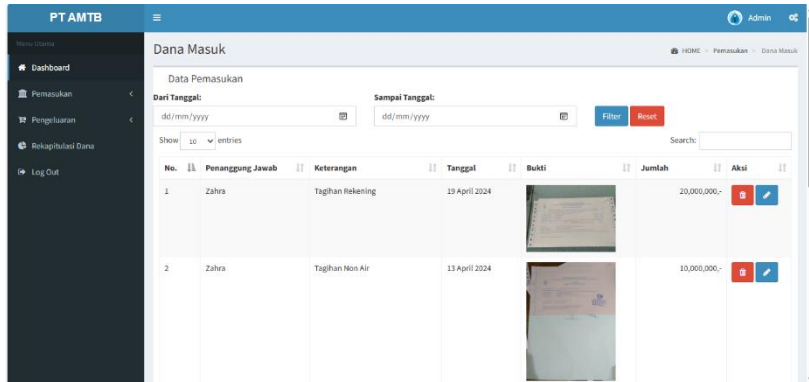 PT AMTB
Admin
Menu Utama
Dashboard
Pemasukan
Pengeluaran
Rekapitulasi Dana
Log Out
Dana Masuk
HOME > Pemasukan > Dana Masuk
Data Pemasukan
Dari Tanggal:
Sampai Tanggal:
dd/mm/yyyy
dd/mm/yyyy
Filter
Reset
Show 10 entries
Search:
No. Penanggung Jawab Keterangan Tanggal Bukti Jumlah Aksi
1 Zahra Tagihan Rekening 19 April 2024 20,000,000,-
2 Zahra Tagihan Non Air 13 April 2024 10,000,000,-